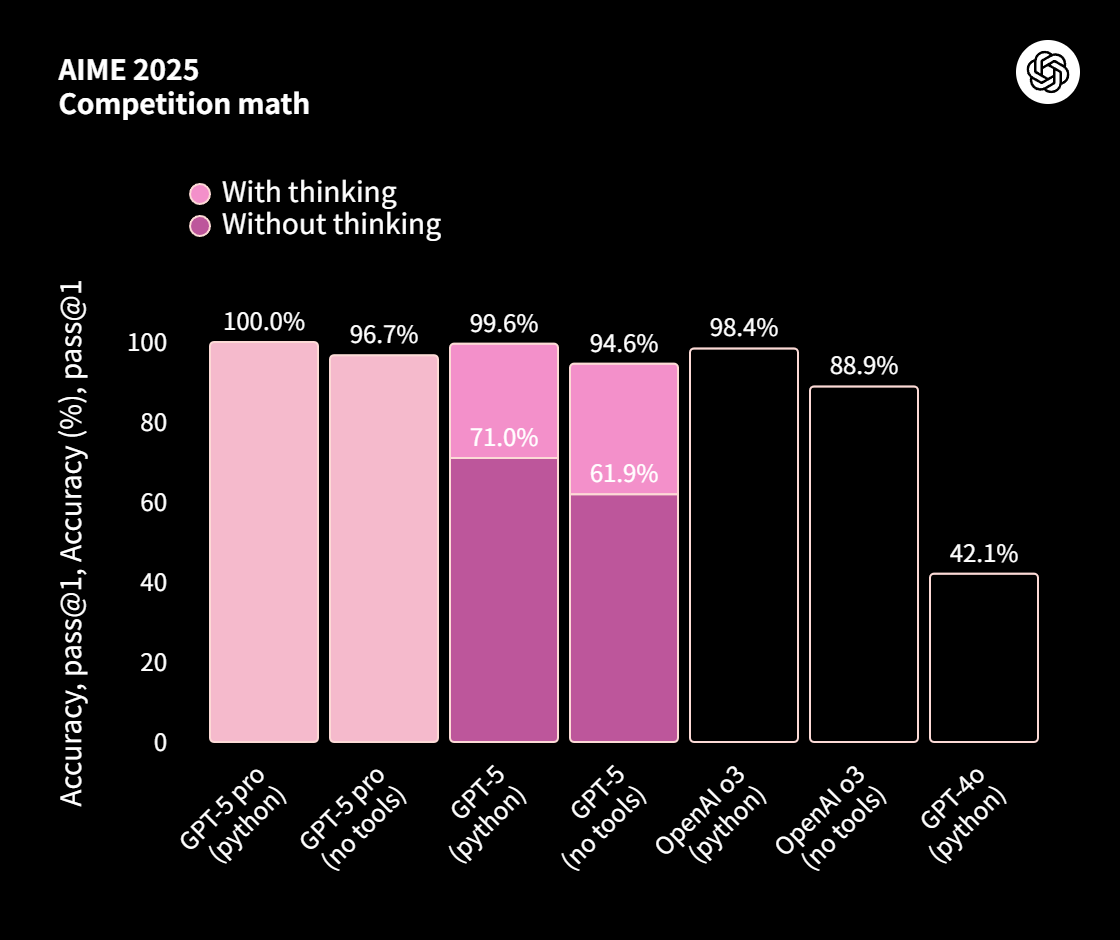 AIME 2025
Competition math
With thinking
Without thinking
Accuracy, pass@1, Accuracy (%), pass@1
100
80
60
40
20
0
100.0%
96.7%
99.6%
71.0%
94.6%
61.9%
98.4%
88.9%
42.1%
GPT-5 pro
(python)
GPT-5 pro
(no tools)
GPT-5
(python)
GPT-5
(no tools)
OpenAI o3
(python)
OpenAI o3
(no tools)
GPT-4o
(python)